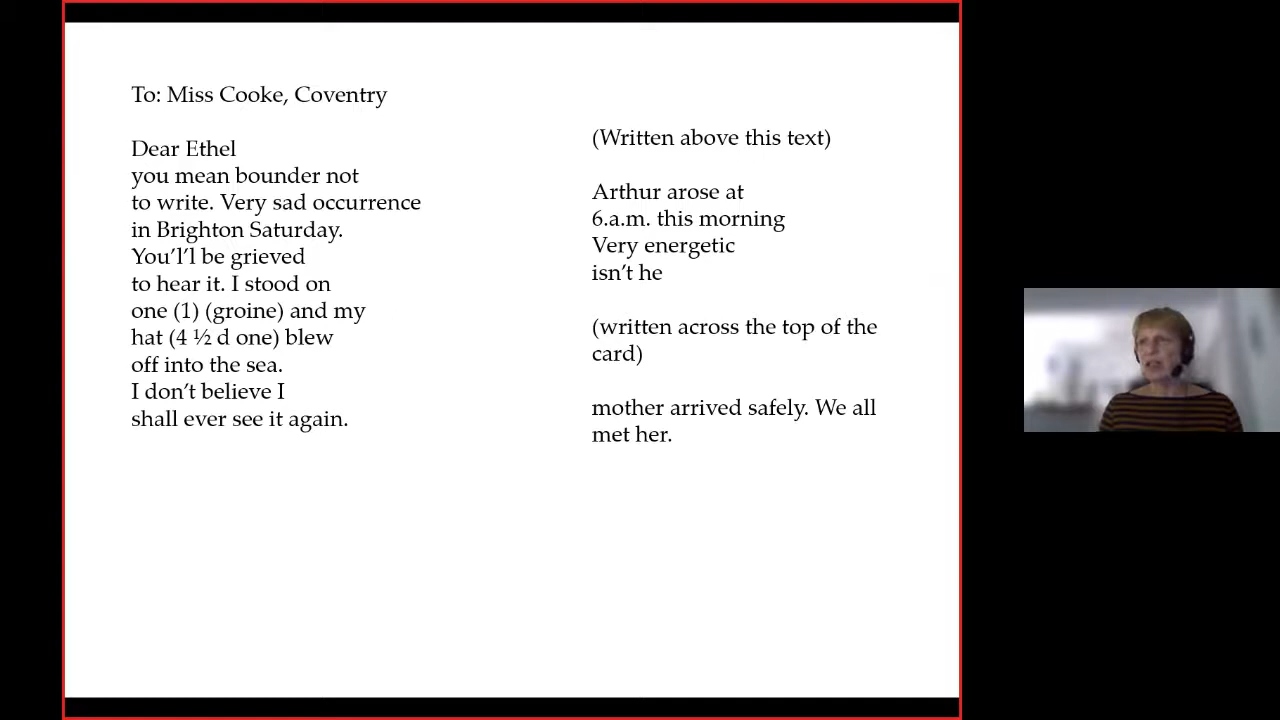 To: Miss Cooke, Coventry
Dear Ethel
you mean bounder not
to write. Very sad occurrence
in Brighton Saturday.
You’l’l be grieved
to hear it. I stood on
one (1) (groine) and my
hat (4 ½ d one) blew
off into the sea.
I don’t believe I
shall ever see it again.
(Written above this text)
Arthur arose at
6.a.m. this morning
Very energetic
isn’t he
(written across the top of the
card)
mother arrived safely. We all
met her.